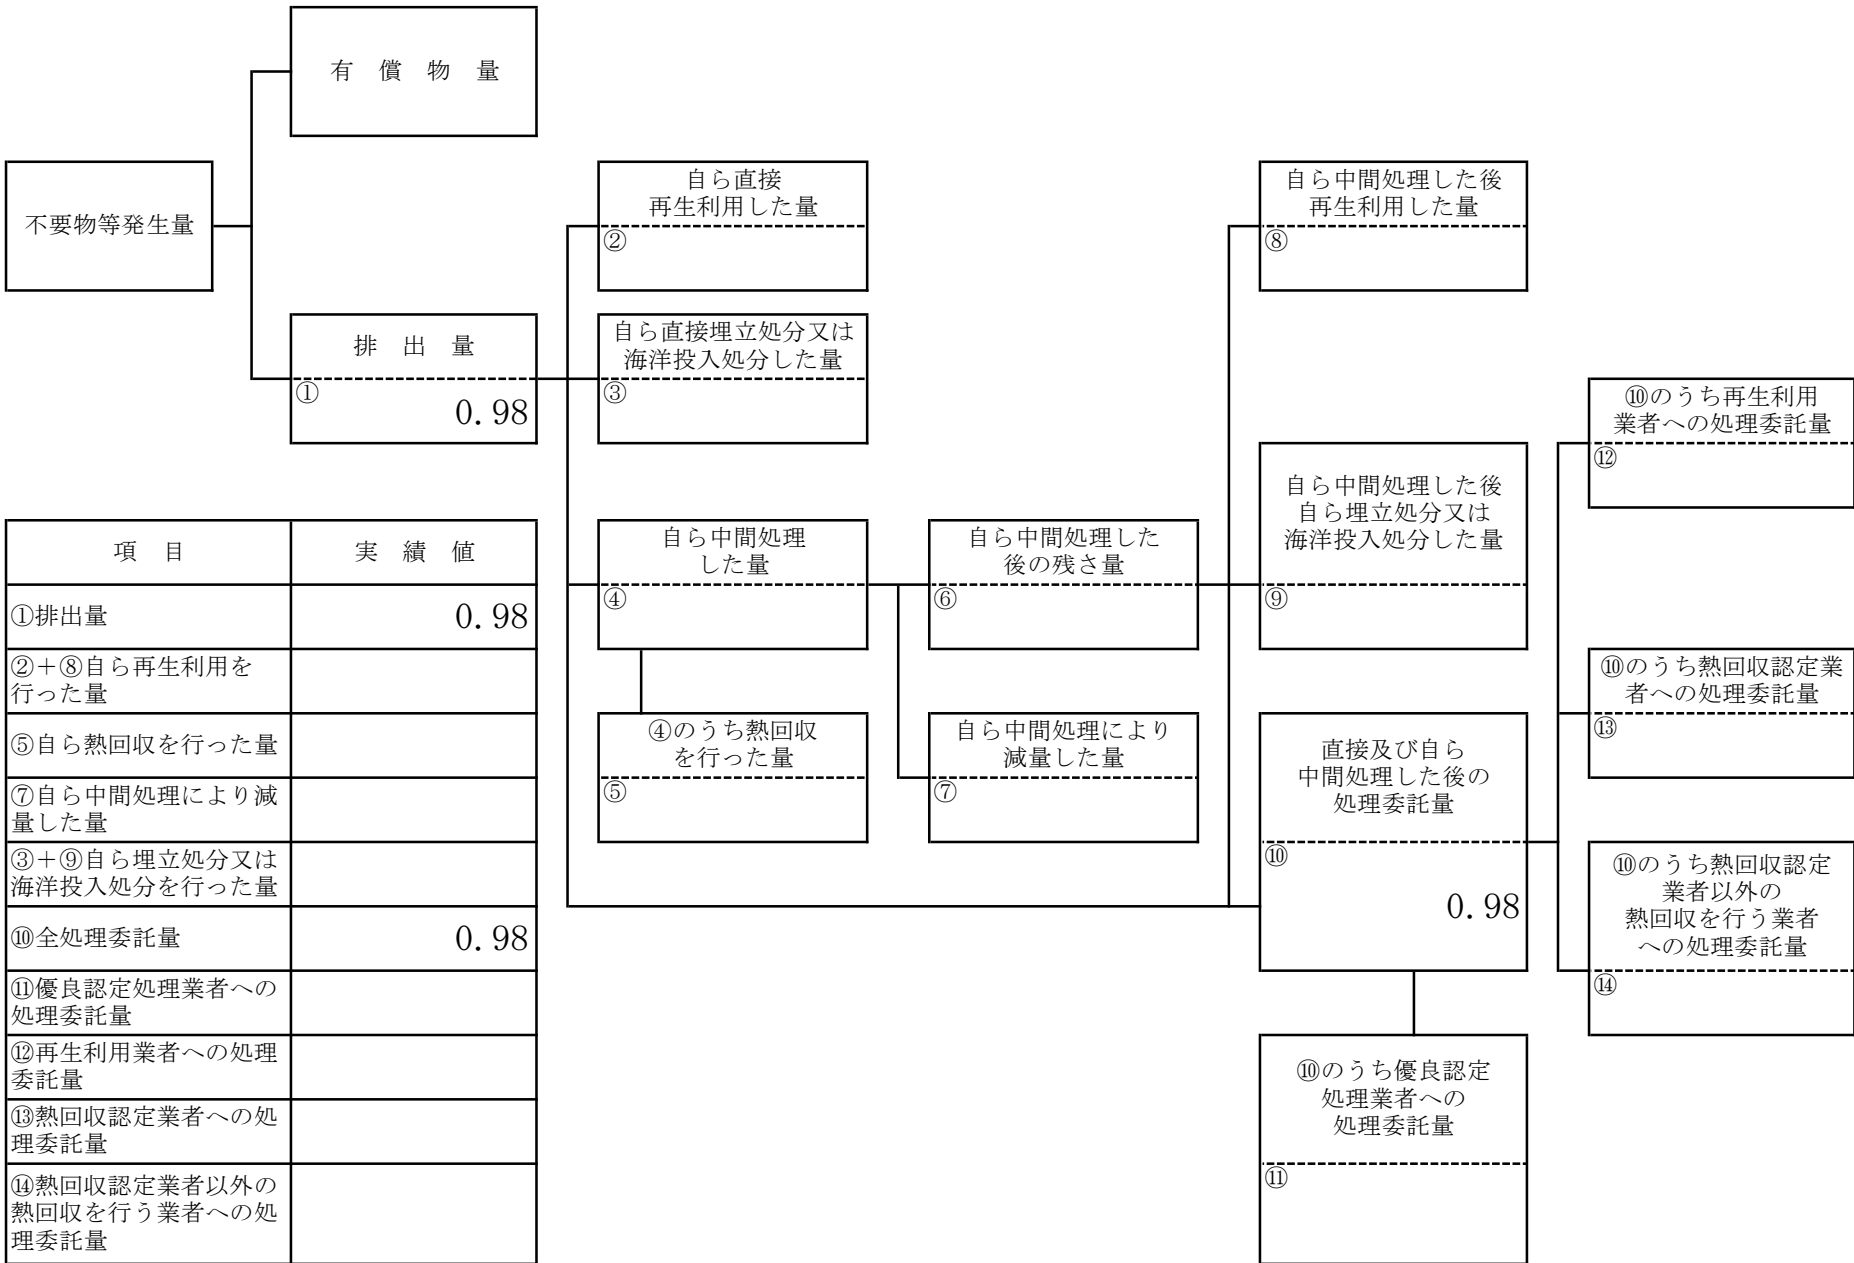 有 償 物 量
不要物等発生量
自ら直接
再生利用した量
②
自ら中間処理した後
再生利用した量
⑧
排 出 量
①
0.98
自ら直接埋立処分又は
海洋投入処分した量
③
⑩のうち再生利用
業者への処理委託量
⑫
自ら中間処理した後
自ら埋立処分又は
海洋投入処分した量
⑨
自ら中間処理
した量
④
自ら中間処理した
後の残さ量
⑥
⑩のうち熱回収認定業
者への処理委託量
⑬
④のうち熱回収
を行った量
⑤
自ら中間処理により
減量した量
⑦
直接及び自ら
中間処理した後の
処理委託量
⑩
0.98
⑩のうち熱回収認定
業者以外の
熱回収を行う業者
への処理委託量
⑭
⑩のうち優良認定
処理業者への
処理委託量
⑪
項 目
実 績 値
①排出量
0.98
②+⑧自ら再生利用を
行った量
⑤自ら熱回収を行った量
⑦自ら中間処理により減
量した量
③+⑨自ら埋立処分又は
海洋投入処分を行った量
⑩全処理委託量
0.98
⑪優良認定処理業者への
処理委託量
⑫再生利用業者への処理
委託量
⑬熱回収認定業者への処
理委託量
⑭熱回収認定業者以外の
熱回収を行う業者への処
理委託量